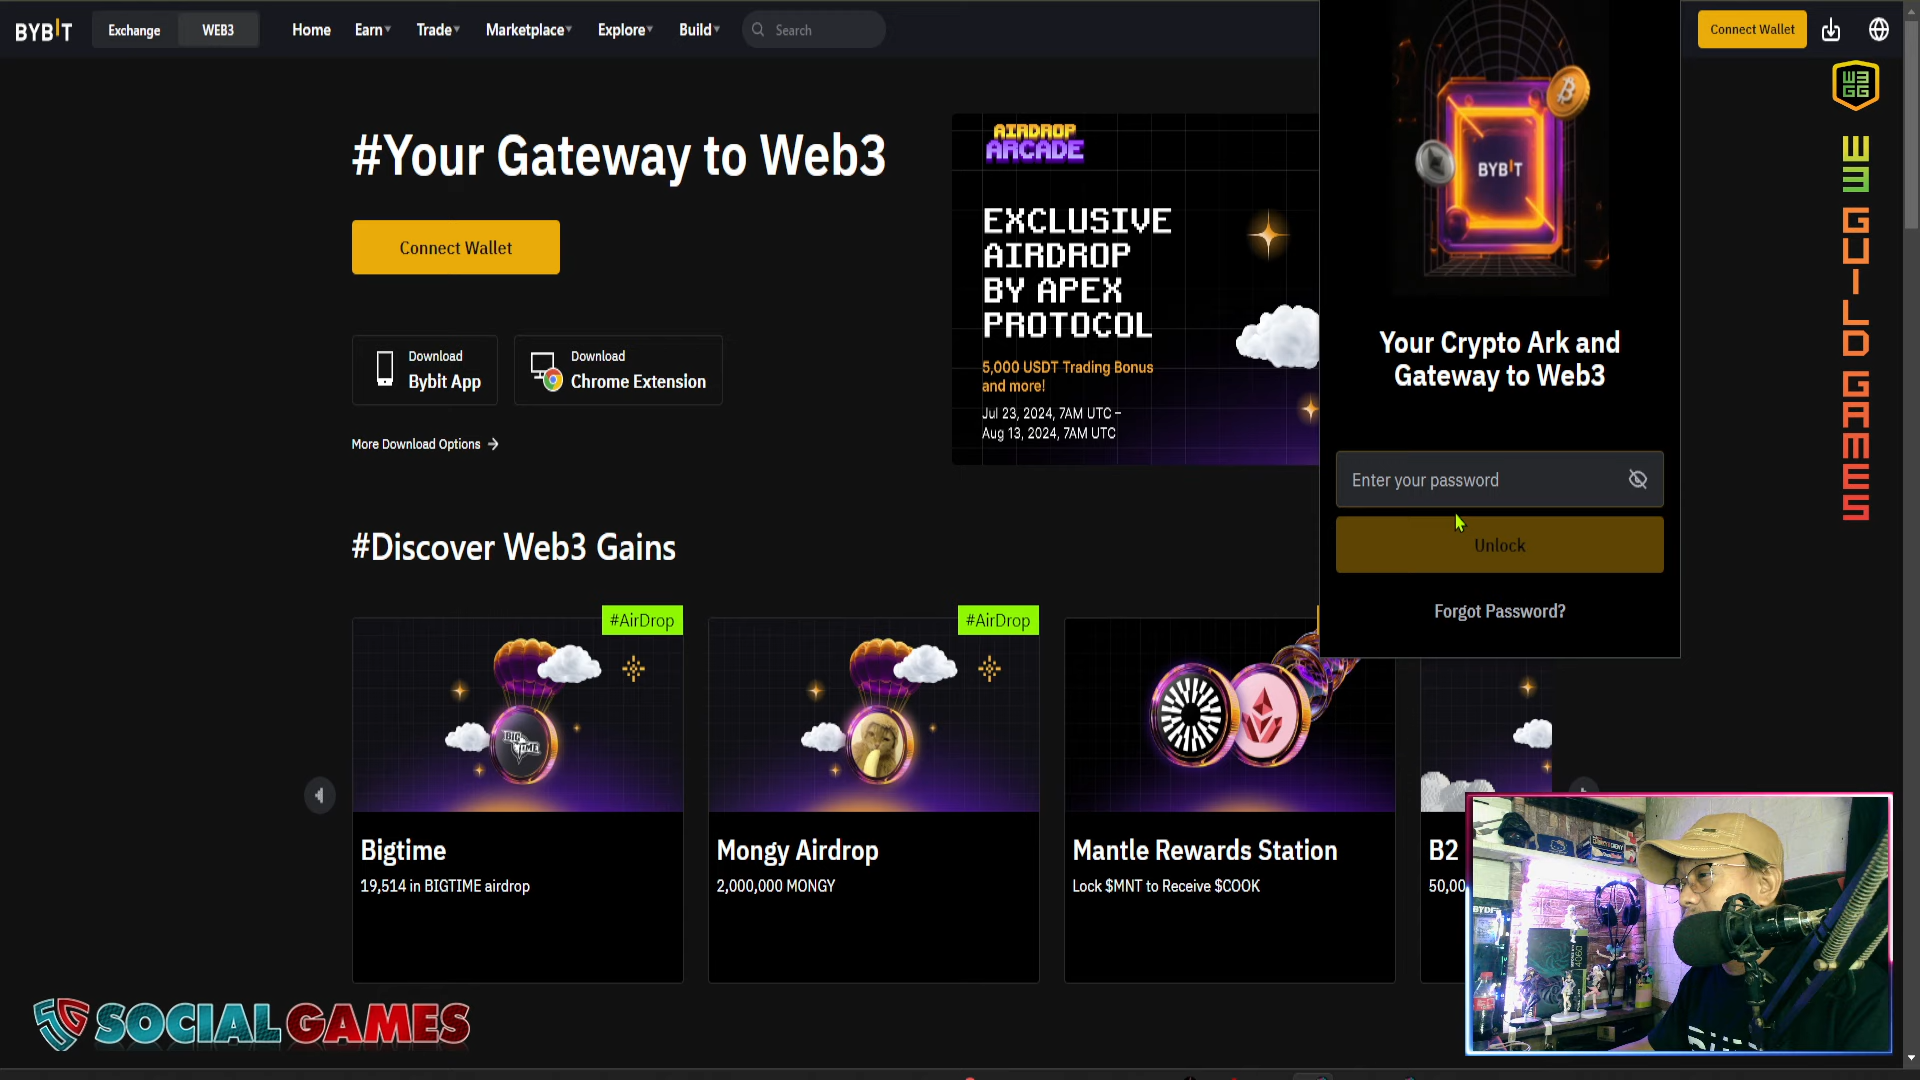 BYBIT
Exchange
WEB3
Home
Earn
Trade
Marketplace
Explore
Build
Search
Connect Wallet
#Your Gateway to Web3
Connect Wallet
Download
Bybit App
Download
Chrome Extension
More Download Options
AIRDROP
ARCADE
EXCLUSIVE
AIRDROP
BY APEX
PROTOCOL
5,000 USDT Trading Bonus
and more!
Jul 23, 2024, 7AM UTC –
Aug 13, 2024, 7AM UTC
BYBIT
Your Crypto Ark and
Gateway to Web3
Enter your password
Unlock
Forgot Password?
W3
GG
W3 GUILD GAMES
#Discover Web3 Gains
#AirDrop
BIG TIME
Bigtime
19,514 in BIGTIME airdrop
#AirDrop
Mongy Airdrop
2,000,000 MONGY
Mantle Rewards Station
Lock $MNT to Receive $COOK
B2
50,00
SOCIAL GAMES